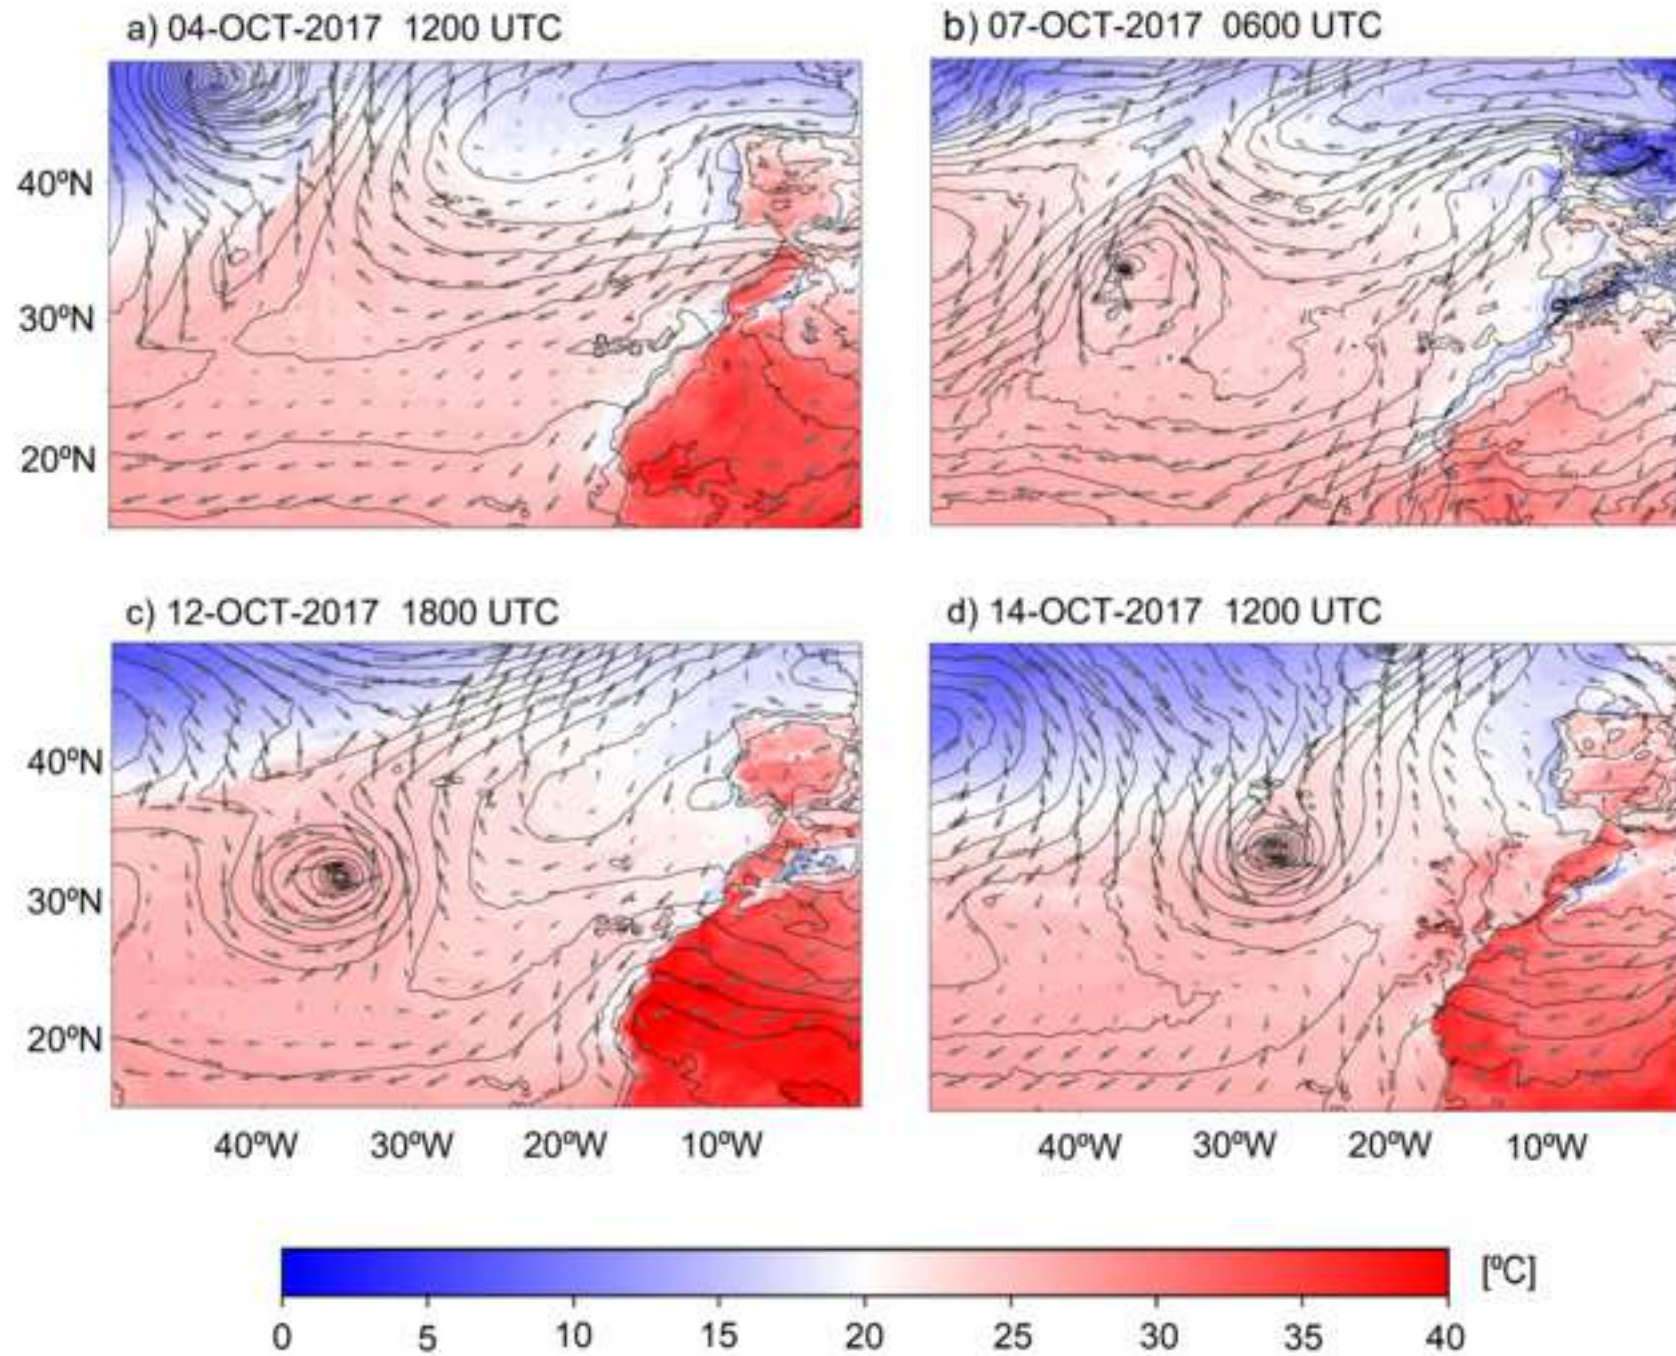 a) 04-OCT-2017 1200 UTC
b) 07-OCT-2017 0600 UTC
40ºN
30ºN
20ºN
c) 12-OCT-2017 1800 UTC
d) 14-OCT-2017 1200 UTC
40ºN
30ºN
20ºN
40ºW 30ºW 20ºW 10ºW 40ºW 30ºW 20ºW 10ºW
[ºC]
0 5 10 15 20 25 30 35 40